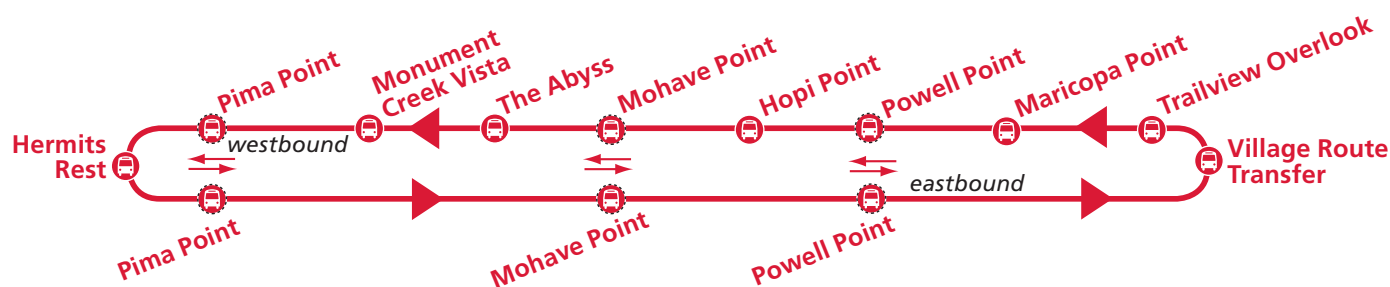 Pima Point
Monument
Creek Vista
The Abyss
Mohave Point
Hopi Point
Powell Point
Maricopa Point
Trailview Overlook
Hermits
Rest
westbound
Village Route
Transfer
eastbound
Pima Point
Mohave Point
Powell Point